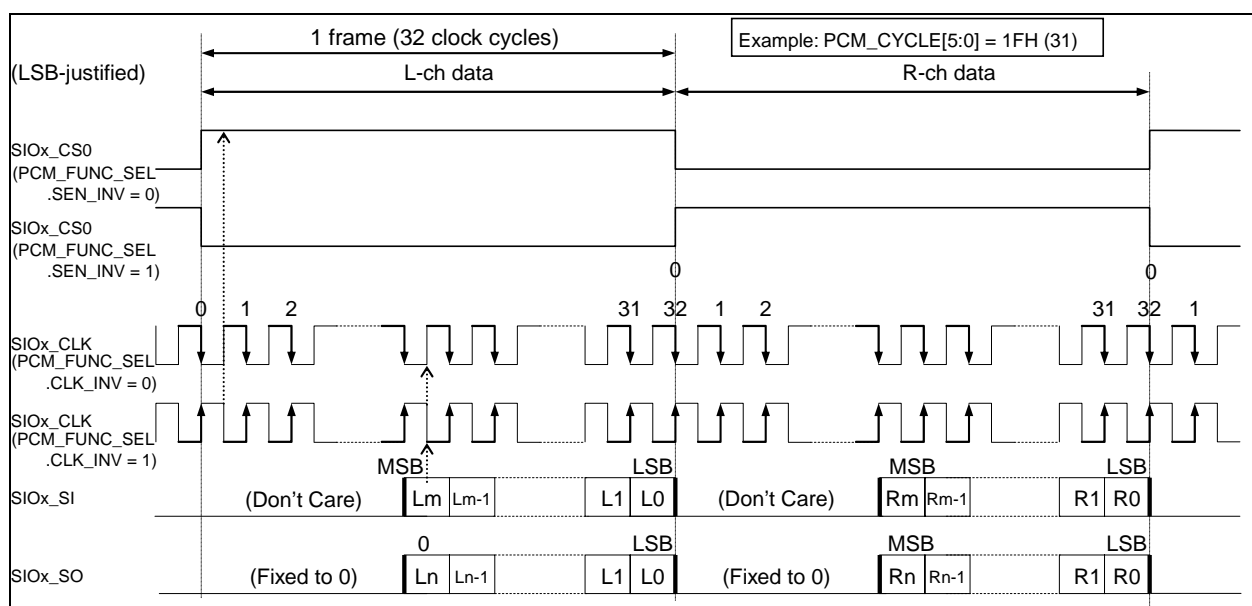 1 frame (32 clock cycles)
Example: PCM_CYCLE[5:0] = 1FH (31)
(LSB-justified)
L-ch data
R-ch data
SIOx_CS0
(PCM_FUNC_SEL
.SEN_INV = 0)
SIOx_CS0
(PCM_FUNC_SEL
.SEN_INV = 1)
0 0
0 1 2 31 32 1 2 31 32 1
SIOx_CLK
(PCM_FUNC_SEL
.CLK_INV = 0)
SIOx_CLK
(PCM_FUNC_SEL
.CLK_INV = 1)
MSB LSB MSB LSB
SIOx_SI (Don't Care) Lm Lm-1 L1 L0 (Don't Care) Rm Rm-1 R1 R0
0 LSB MSB LSB
SIOx_SO (Fixed to 0) Ln Ln-1 L1 L0 (Fixed to 0) Rn Rn-1 R1 R0